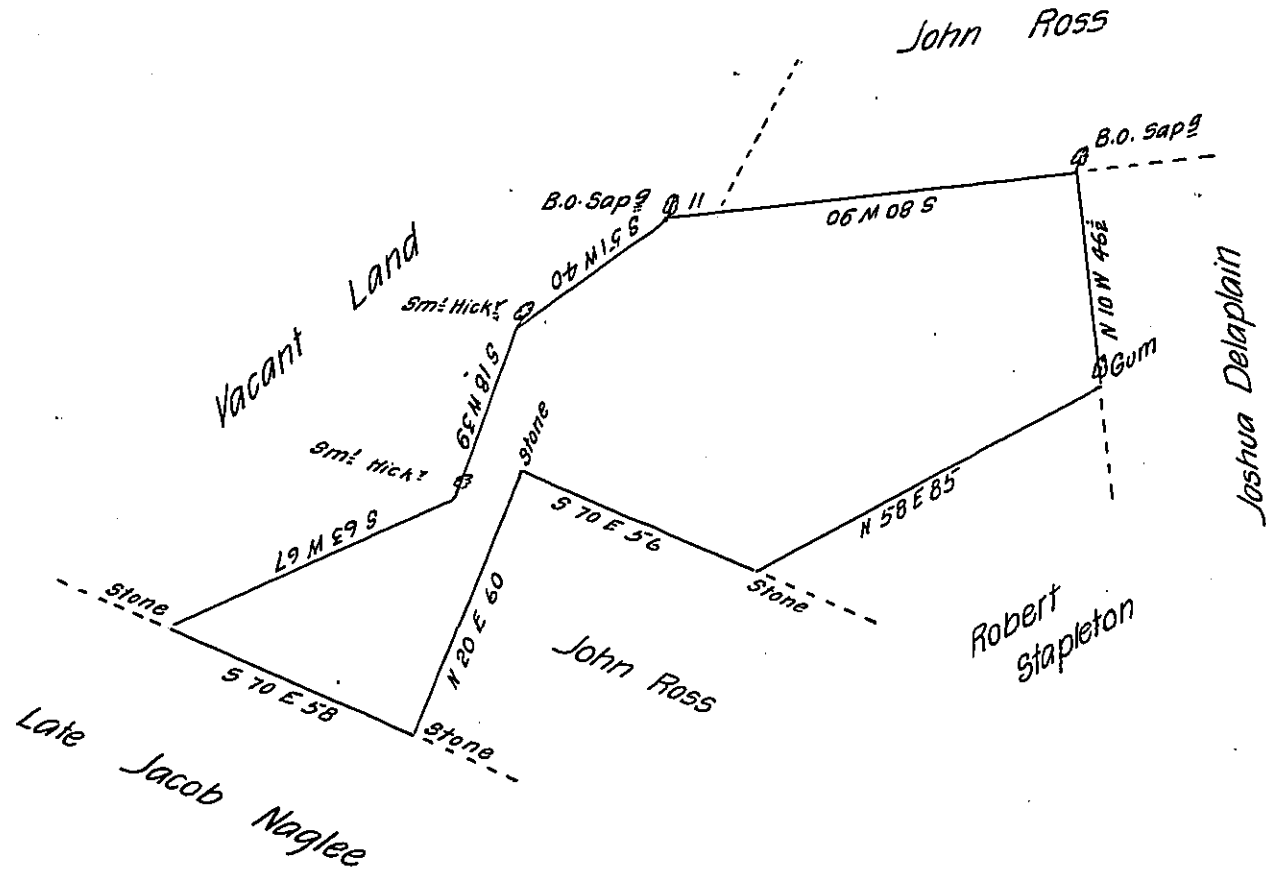 John Ross
B.o. Sapg
B.o. Sapg
11
S 80 W 90
S 51 W 40
N 10 W 46½
Vacant Land
Sml Hickr
S 18 W 39
Gum
Joshua Delaplain
Stone
Sml Hickr
S 63 W 67
S 70 E 56
N 58 E 85
Stone
Stone
N 20 E 60
John Ross
Robert
Stapleton
S 70 E 58
Stone
Late Jacob Naglee